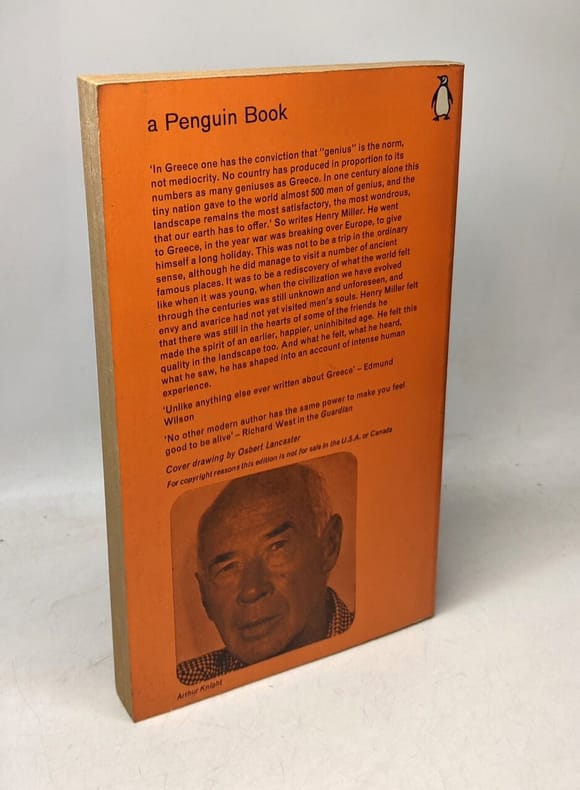 a Penguin Book
'In Greece one has the conviction that "genius" is the norm,
not mediocrity. No country has produced in proportion to its
numbers as many geniuses as Greece. In one century alone this
tiny nation gave to the world almost 500 men of genius, and the
landscape remains the most satisfactory, the most wondrous,
that our earth has to offer.' So writes Henry Miller. He went
to Greece, in the year war was breaking over Europe, to give
himself a long holiday. This was not to be a trip in the ordinary
sense, although he did manage to visit a number of ancient
famous places. It was to be a rediscovery of what the world felt
like when it was young, when the civilization we have evolved
through the centuries was still unknown and unforeseen, and
envy and avarice had not yet visited men's souls. Henry Miller felt
that there was still in the hearts of some of the friends he
made the spirit of an earlier, happier, uninhibited age. He felt this
quality in the landscape too. And what he felt, what he heard,
what he saw, he has shaped into an account of intense human
experience.
'Unlike anything else ever written about Greece' – Edmund
Wilson
'No other modern author has the same power to make you feel
good to be alive' – Richard West in the Guardian
Cover drawing by Osbert Lancaster
For copyright reasons this edition is not for sale in the U.S.A. or Canada
Arthur Knight